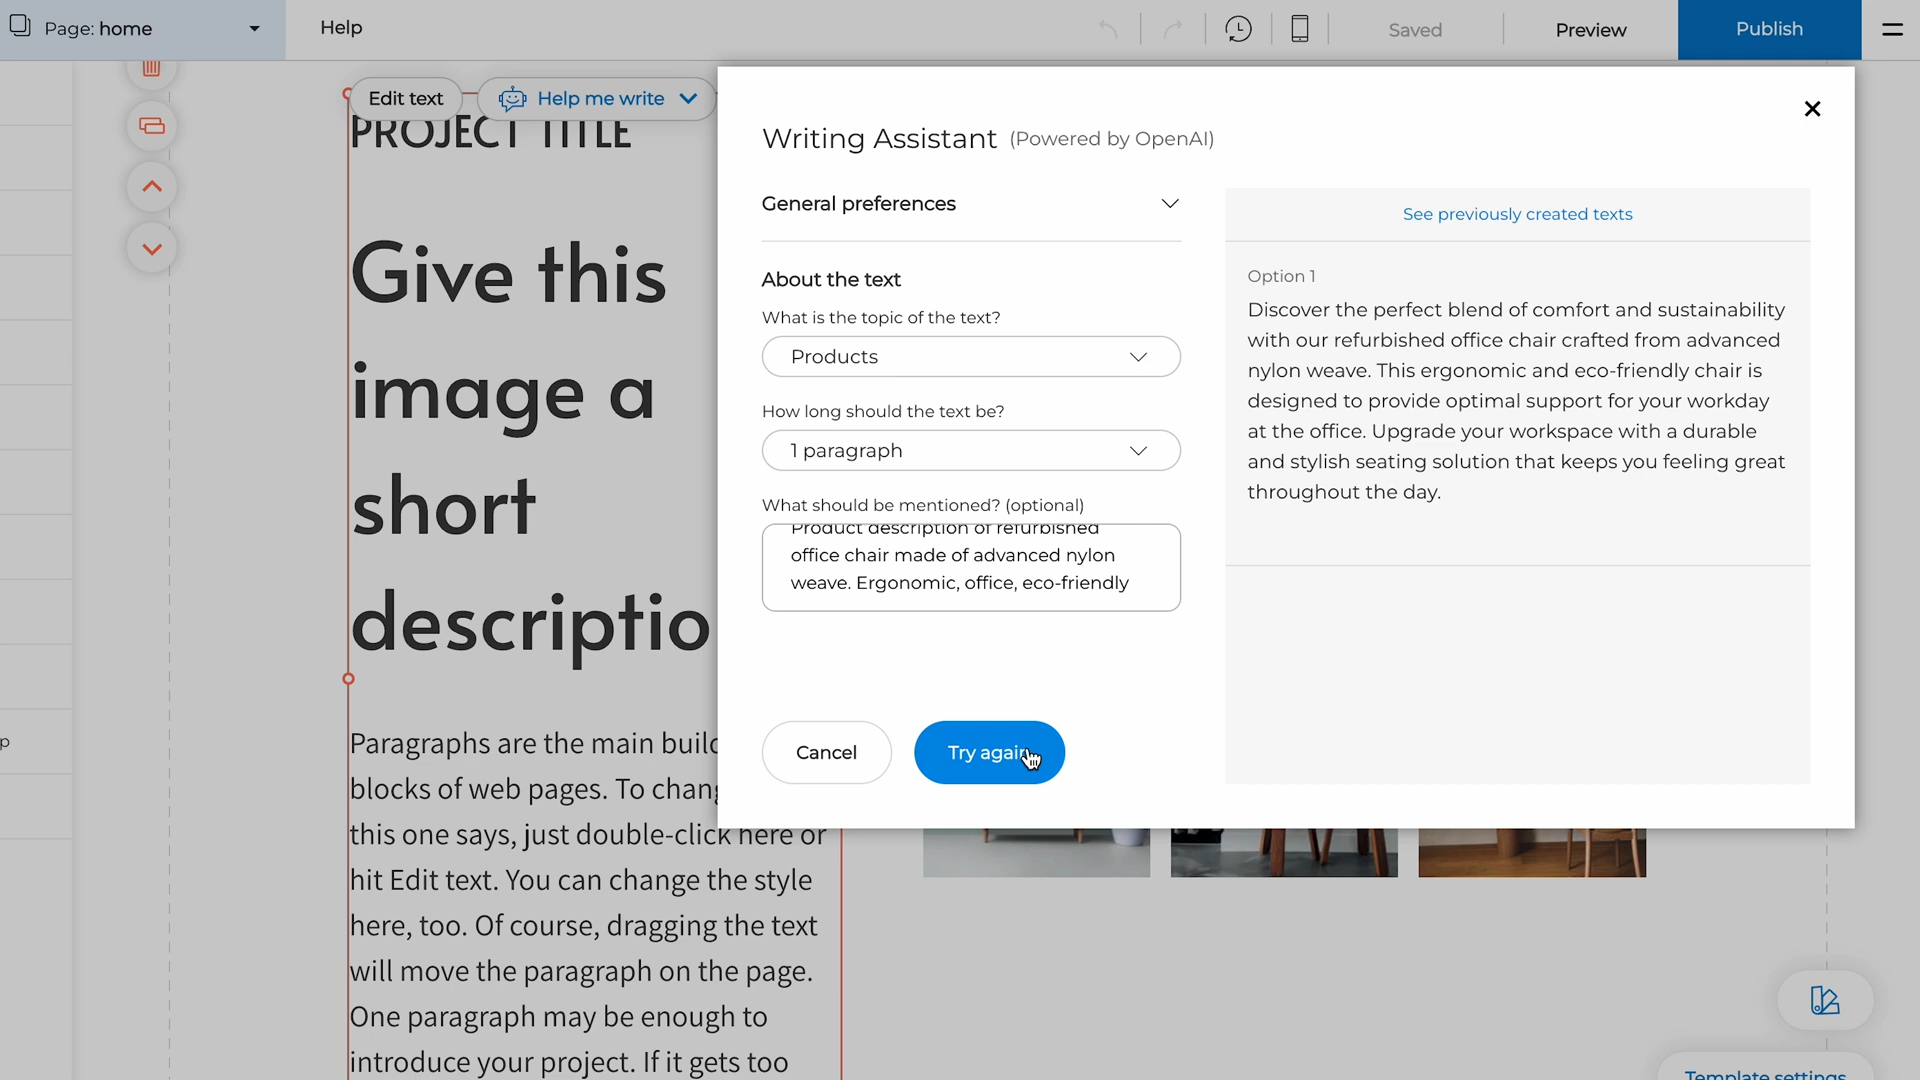 Page: home
Help
Saved
Preview
Publish
Edit text
Help me write
PROJECT TITLE
Give this
image a
short
descriptio
Paragraphs are the main build
blocks of web pages. To chang
this one says, just double-click here or
hit Edit text. You can change the style
here, too. Of course, dragging the text
will move the paragraph on the page.
One paragraph may be enough to
introduce your project. If it gets too
p
Writing Assistant (Powered by OpenAI)
General preferences
About the text
What is the topic of the text?
Products
How long should the text be?
1 paragraph
What should be mentioned? (optional)
Product description of refurbished
office chair made of advanced nylon
weave. Ergonomic, office, eco-friendly
Cancel
Try again
See previously created texts
Option 1
Discover the perfect blend of comfort and sustainability
with our refurbished office chair crafted from advanced
nylon weave. This ergonomic and eco-friendly chair is
designed to provide optimal support for your workday
at the office. Upgrade your workspace with a durable
and stylish seating solution that keeps you feeling great
throughout the day.
Template settings